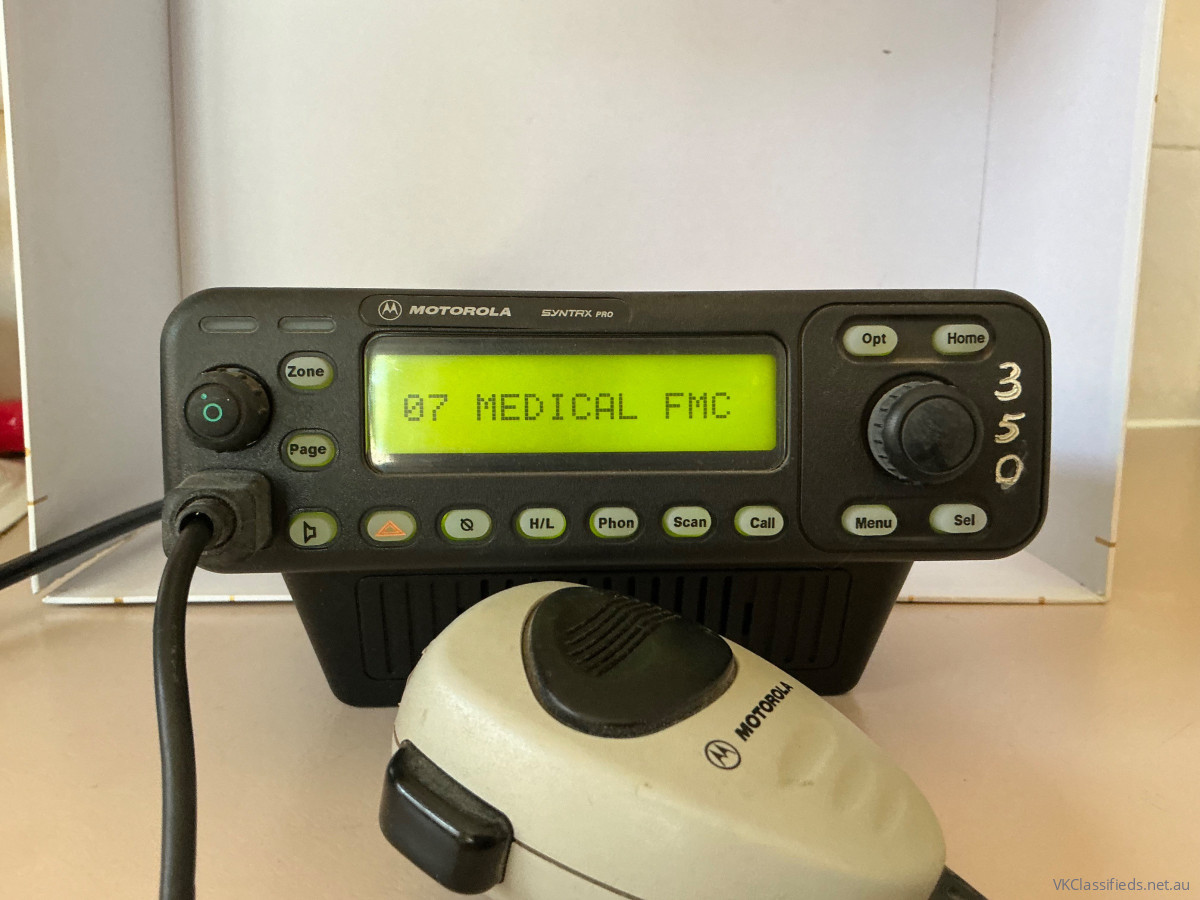 MOTOROLA SYNTRX PRO
Opt
Home
Zone
07 MEDICAL FMC
350
Page
H/L
Phon
Scan
Call
Menu
Sel
MOTOROLA
VKClassifieds.net.au